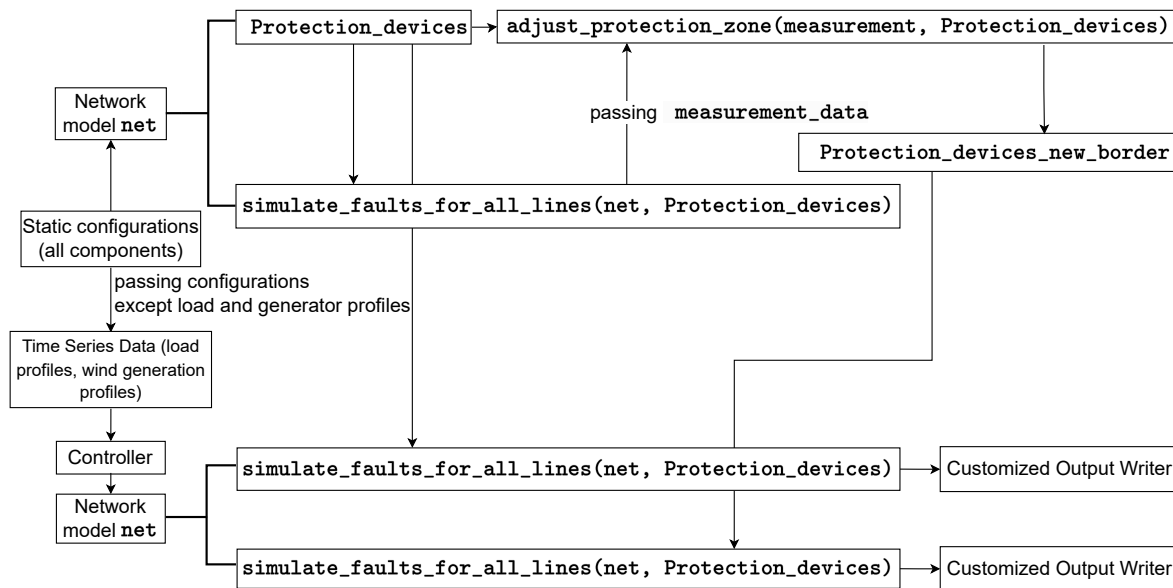 Protection_devices
adjust_protection_zone(measurement, Protection_devices)
Network
model net
passing measurement_data
Protection_devices_new_border
simulate_faults_for_all_lines(net, Protection_devices)
Static configurations
(all components)
passing configurations
except load and generator profiles
Time Series Data (load
profiles, wind generation
profiles)
Controller
simulate_faults_for_all_lines(net, Protection_devices)
Customized Output Writer
Network
model net
simulate_faults_for_all_lines(net, Protection_devices)
Customized Output Writer